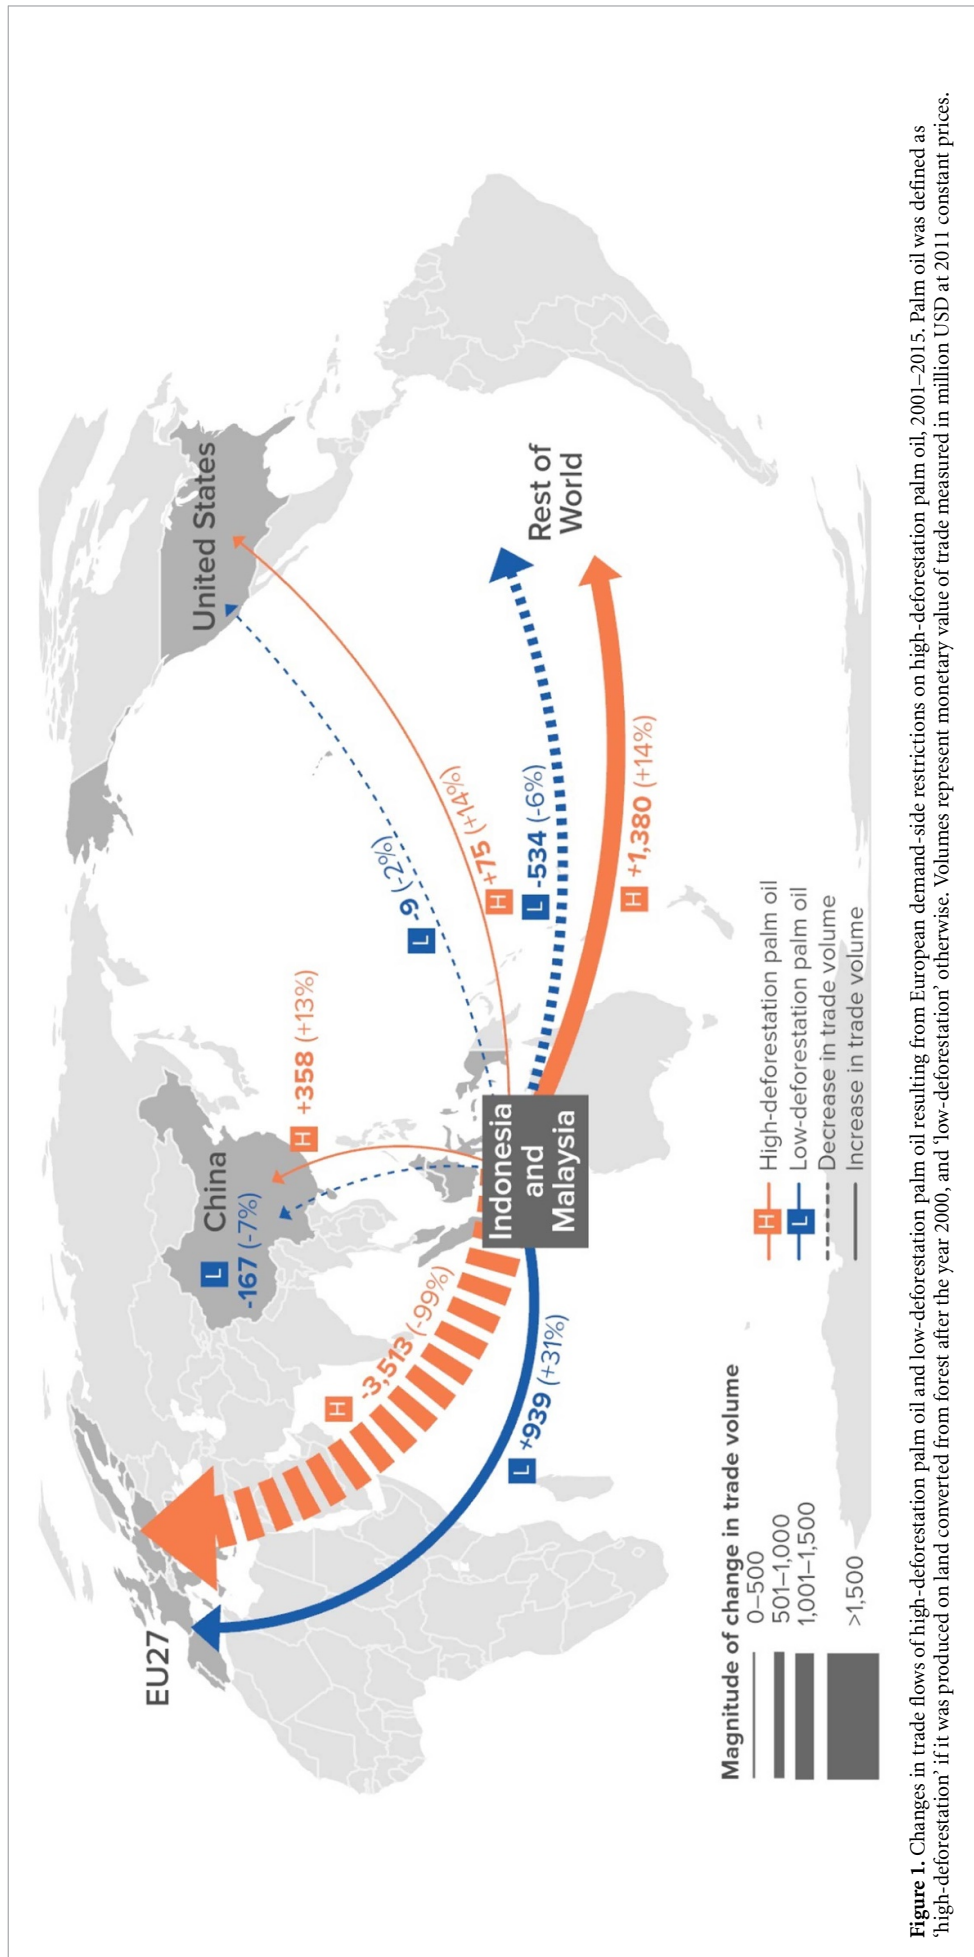 EU27
United States
China
L
-167 (-7%)
H +358 (+13%)
H -3,513 (-99%)
L -9 (-2%)
H +75 (+14%)
Indonesia
and
Malaysia
L -534 (-6%)
Rest of
World
L +939 (+31%)
H +1,380 (+14%)
Magnitude of change in trade volume
0–500
501–1,000
1,001–1,500
>1,500
H High-deforestation palm oil
L Low-deforestation palm oil
Decrease in trade volume
Increase in trade volume
Figure 1. Changes in trade flows of high-deforestation palm oil and low-deforestation palm oil resulting from European demand-side restrictions on high-deforestation palm oil, 2001–2015. Palm oil was defined as
‘high-deforestation’ if it was produced on land converted from forest after the year 2000, and ‘low-deforestation’ otherwise. Volumes represent monetary value of trade measured in million USD at 2011 constant prices.